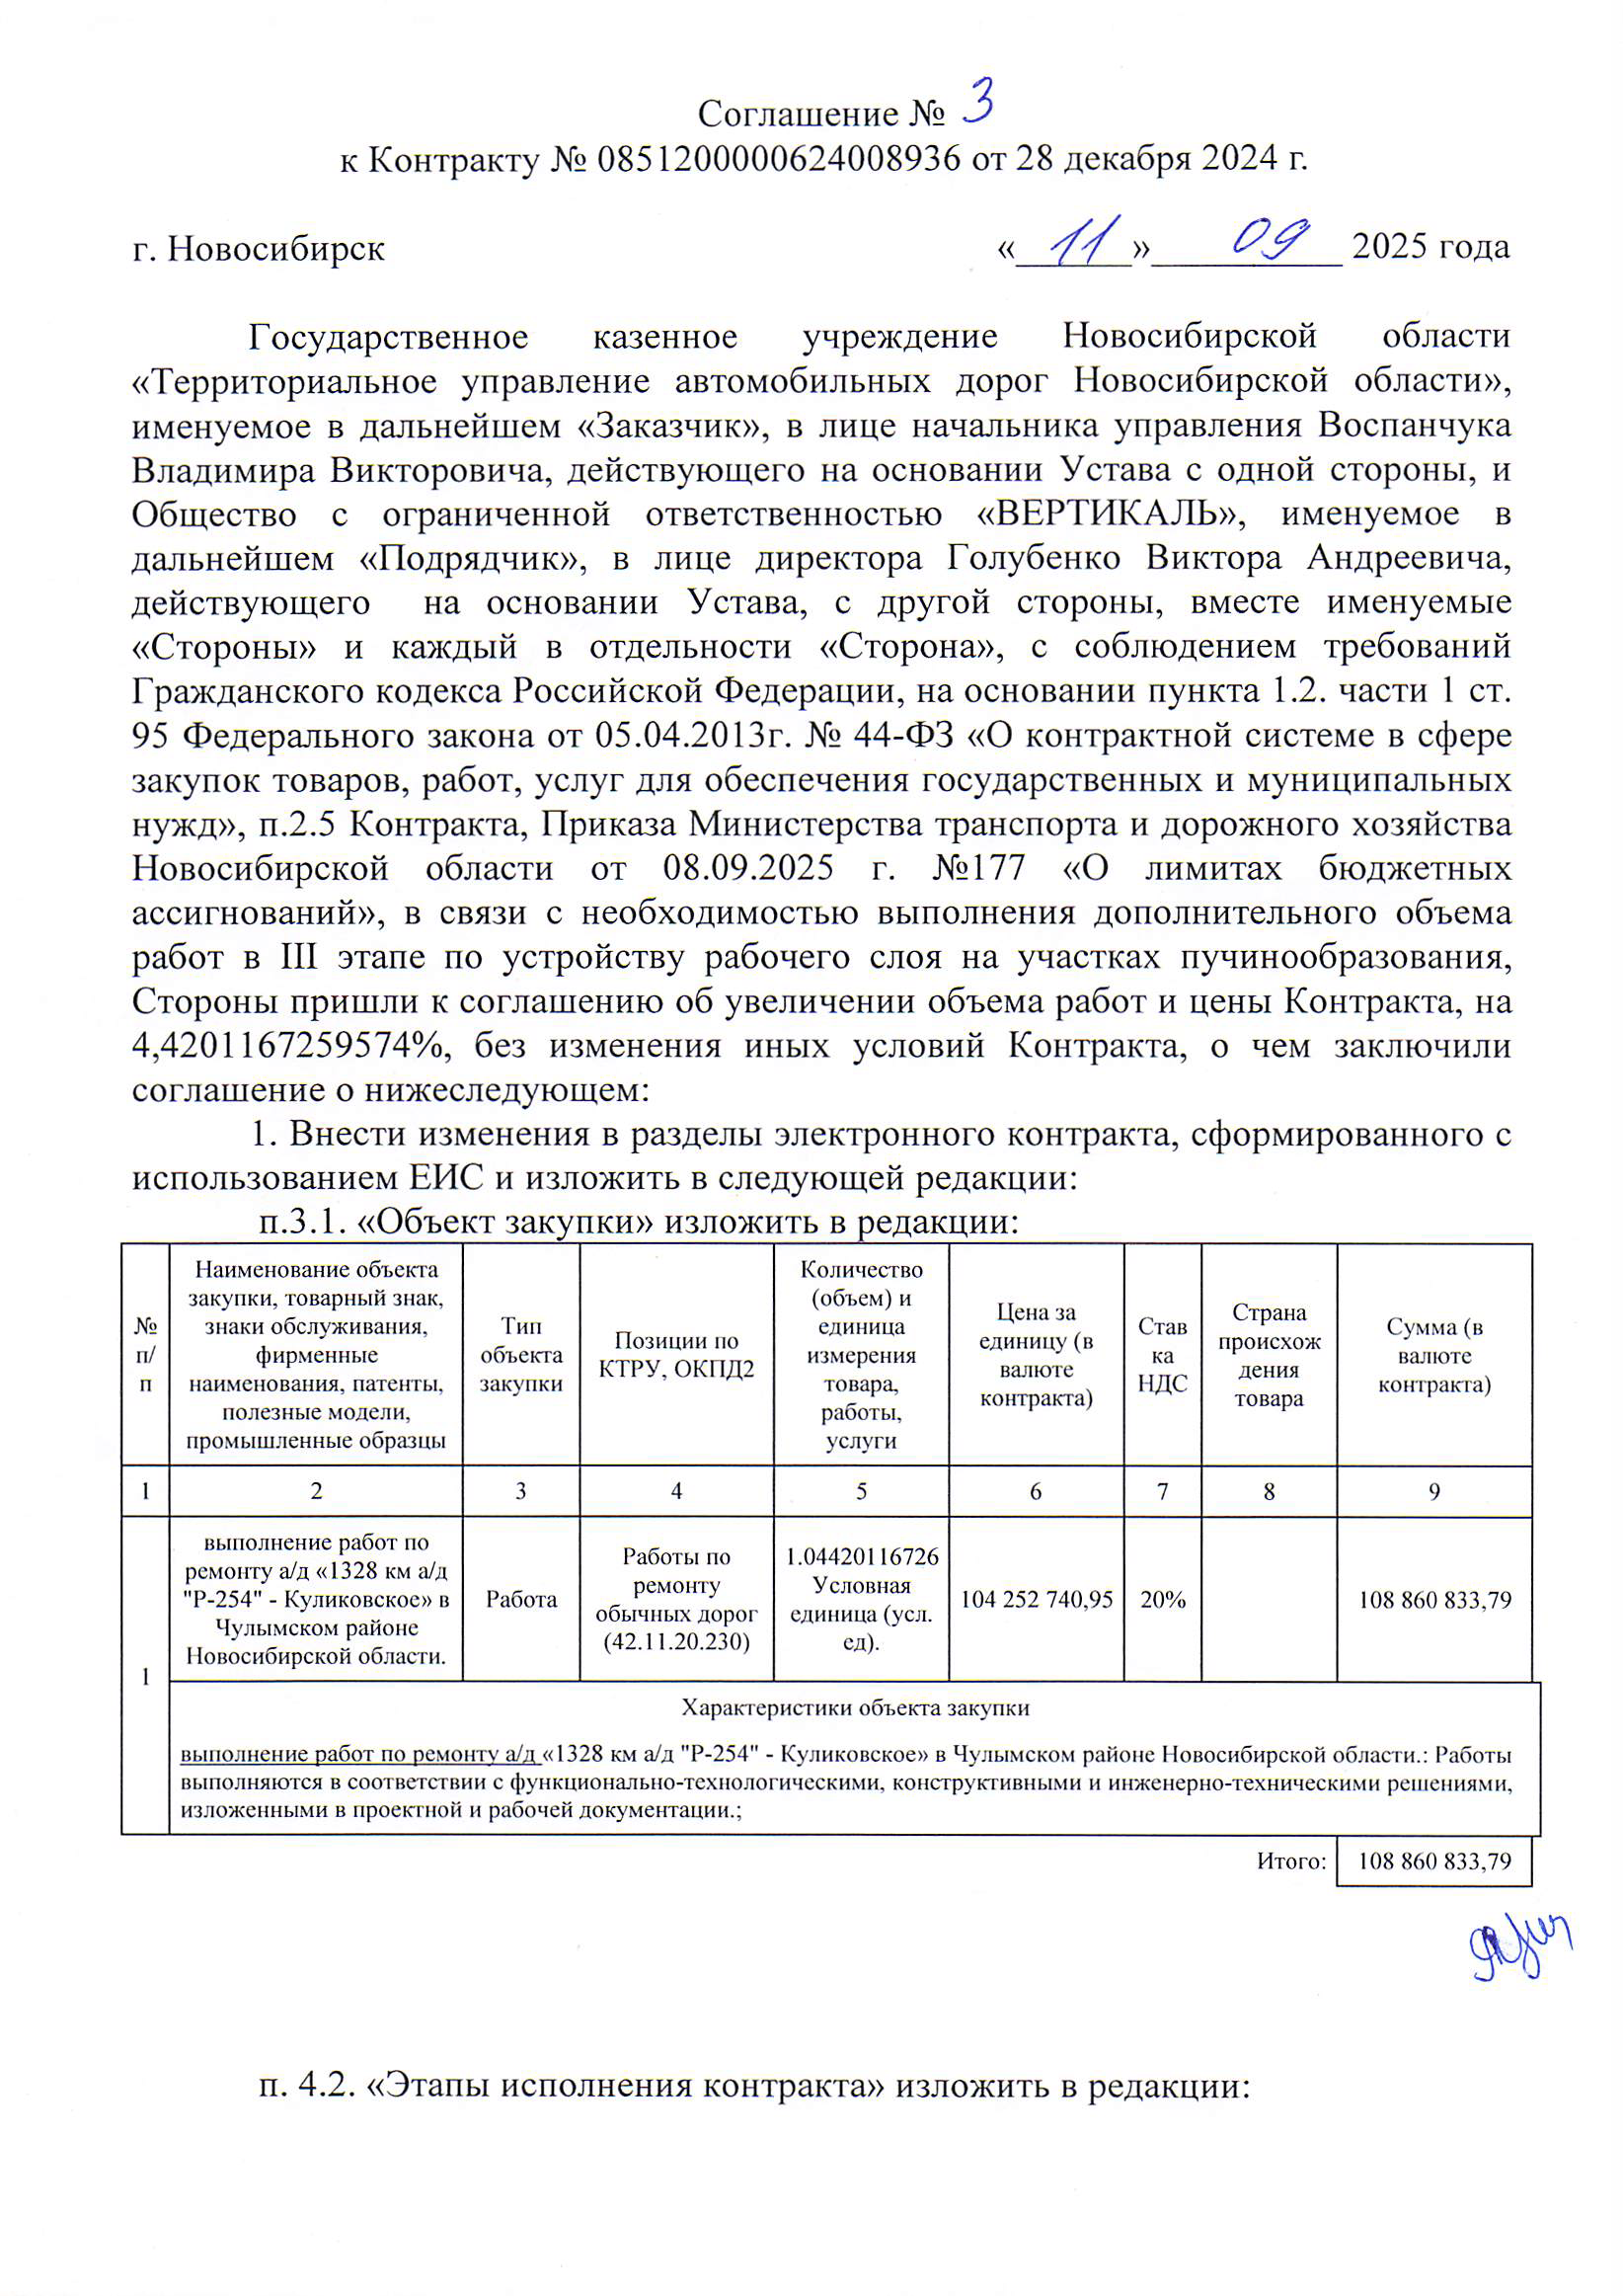 Соглашение № 3
к Контракту № 0851200000624008936 от 28 декабря 2024 г.
г. Новосибирск «11» 09 2025 года
Государственное казенное учреждение Новосибирской области
«Территориальное управление автомобильных дорог Новосибирской области»,
именуемое в дальнейшем «Заказчик», в лице начальника управления Воспанчука
Владимира Викторовича, действующего на основании Устава с одной стороны, и
Общество с ограниченной ответственностью «ВЕРТИКАЛЬ», именуемое в
дальнейшем «Подрядчик», в лице директора Голубенко Виктора Андреевича,
действующего на основании Устава, с другой стороны, вместе именуемые
«Стороны» и каждый в отдельности «Сторона», с соблюдением требований
Гражданского кодекса Российской Федерации, на основании пункта 1.2. части 1 ст.
95 Федерального закона от 05.04.2013г. № 44-ФЗ «О контрактной системе в сфере
закупок товаров, работ, услуг для обеспечения государственных и муниципальных
нужд», п.2.5 Контракта, Приказа Министерства транспорта и дорожного хозяйства
Новосибирской области от 08.09.2025 г. №177 «О лимитах бюджетных
ассигнований», в связи с необходимостью выполнения дополнительного объема
работ в III этапе по устройству рабочего слоя на участках пучинообразования,
Стороны пришли к соглашению об увеличении объема работ и цены Контракта, на
4,4201167259574%, без изменения иных условий Контракта, о чем заключили
соглашение о нижеследующем:
1. Внести изменения в разделы электронного контракта, сформированного с
использованием ЕИС и изложить в следующей редакции:
п.3.1. «Объект закупки» изложить в редакции:
№
п/
п
Наименование объекта
закупки, товарный знак,
знаки обслуживания,
фирменные
наименования, патенты,
полезные модели,
промышленные образцы
Тип
объекта
закупки
Позиции по
КТРУ, ОКПД2
Количество
(объем) и
единица
измерения
товара,
работы,
услуги
Цена за
единицу (в
валюте
контракта)
Став
ка
НДС
Страна
происхож
дения
товара
Сумма (в
валюте
контракта)
1 2 3 4 5 6 7 8 9
1
выполнение работ по
ремонту а/д «1328 км а/д
"Р-254" - Куликовское» в
Чулымском районе
Новосибирской области.
Работа
Работы по
ремонту
обычных дорог
(42.11.20.230)
1.04420116726
Условная
единица (усл.
ед).
104 252 740,95
20%
108 860 833,79
Характеристики объекта закупки
выполнение работ по ремонту а/д «1328 км а/д "Р-254" - Куликовское» в Чулымском районе Новосибирской области.: Работы
выполняются в соответствии с функционально-технологическими, конструктивными и инженерно-техническими решениями,
изложенными в проектной и рабочей документации.;
Итого: 108 860 833,79
п. 4.2. «Этапы исполнения контракта» изложить в редакции: